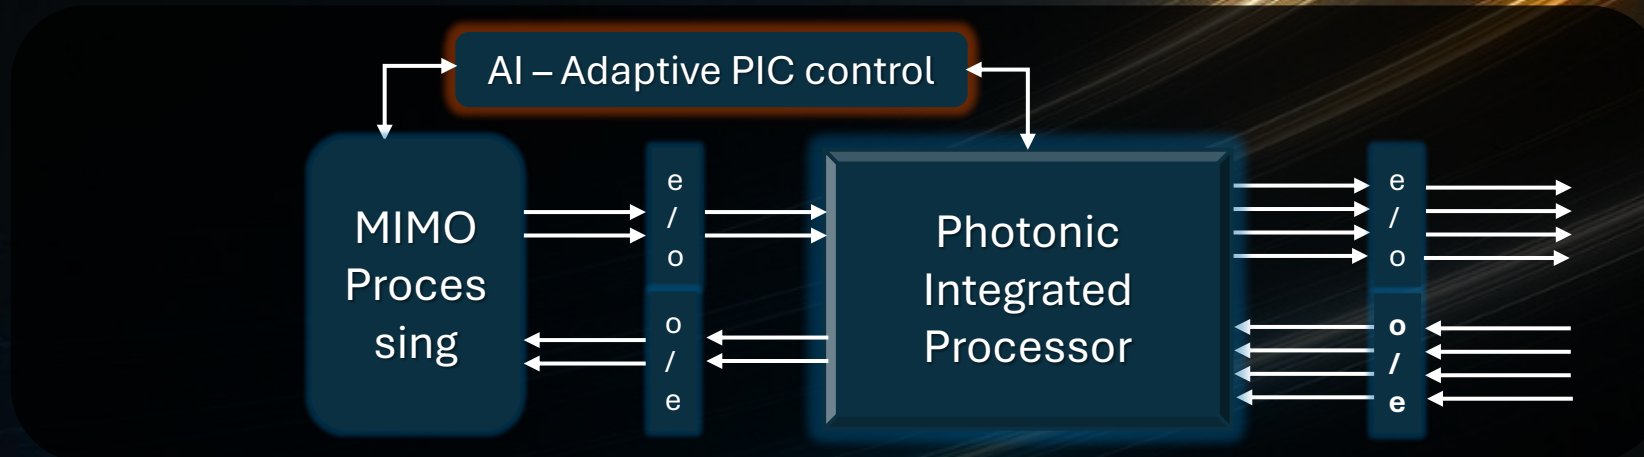 AI – Adaptive PIC control
MIMO
Proces
sing
e
/
o
o
/
e
Photonic
Integrated
Processor
e
/
o
o
/
e